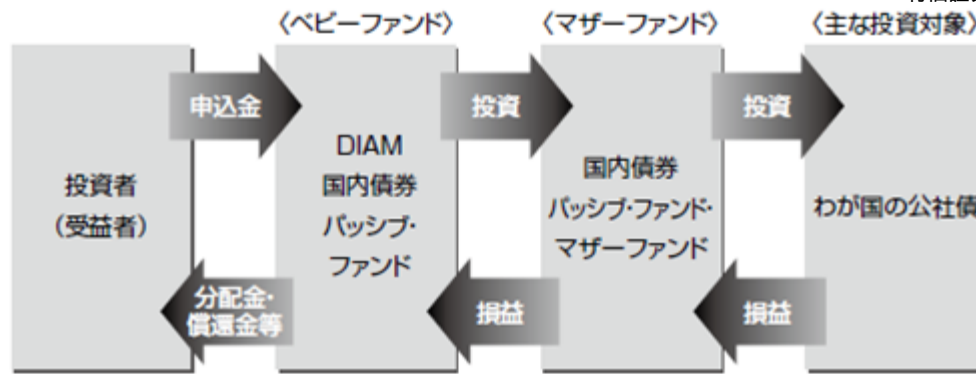 〈ベビーファンド〉
〈マザーファンド〉
〈主な投資対象〉
申込金
投資
投資
投資者
(受益者)
DIAM
国内債券
パッシブ・
ファンド
国内債券
パッシブ・ファンド・
マザーファンド
わが国の公社債
分配金・
償還金等
損益
損益